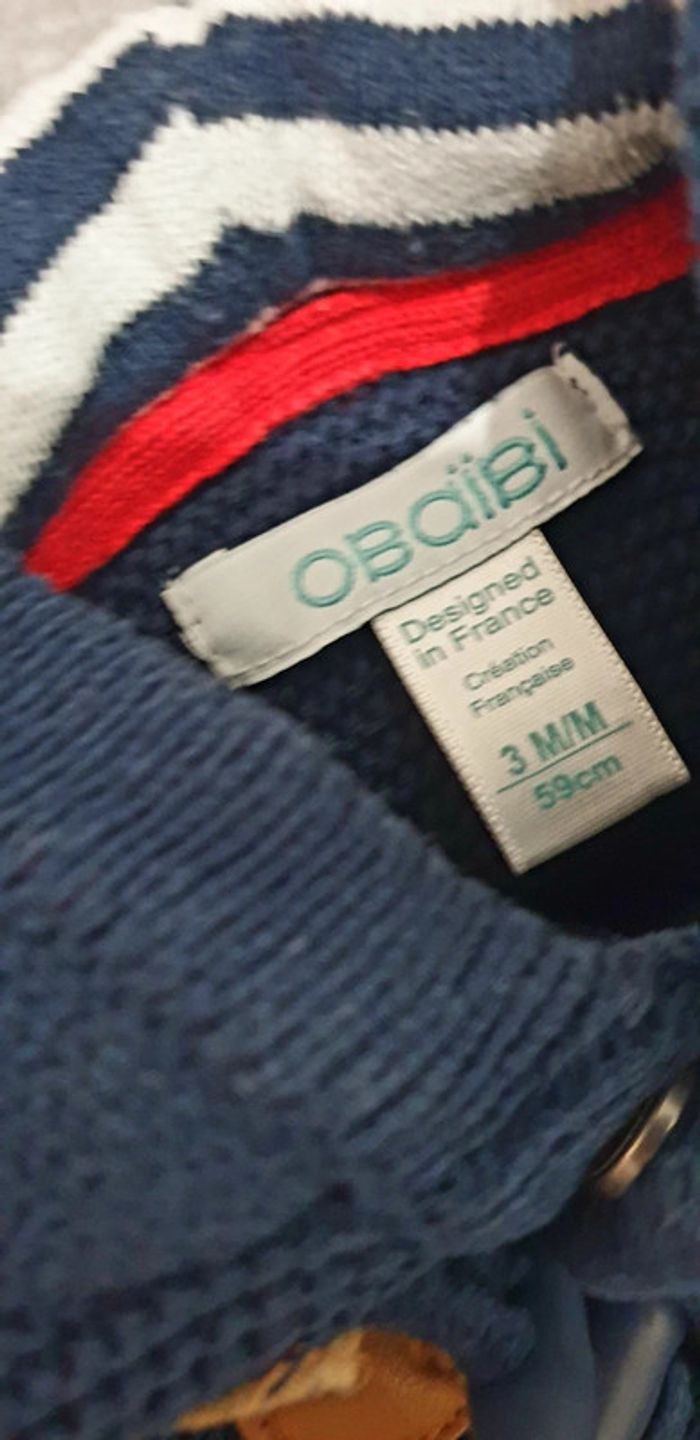 OBaïBi
Designed
in France
Création
Française
3 M/M
59cm